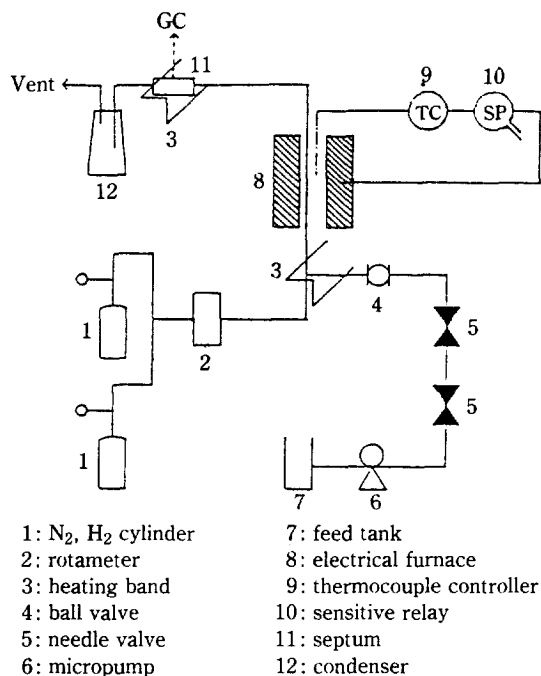 GC
11
9
10
Vent
TC
SP
3
12
8
3
4
1
2
5
5
1
7
6
1: N₂, H₂ cylinder
2: rotameter
3: heating band
4: ball valve
5: needle valve
6: micropump
7: feed tank
8: electrical furnace
9: thermocouple controller
10: sensitive relay
11: septum
12: condenser